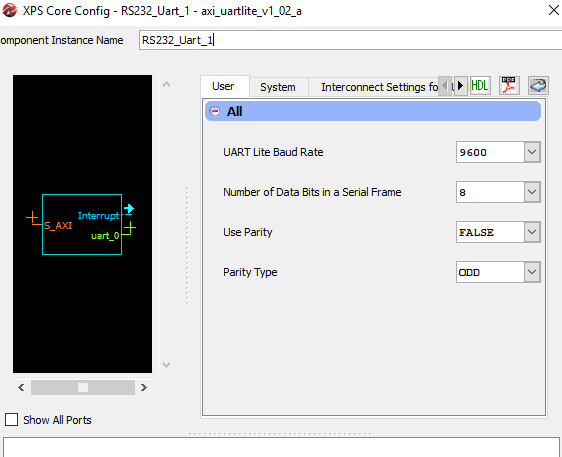 XPS Core Config - RS232_Uart_1 - axi_uartlite_v1_02_a
omponent Instance Name RS232_Uart_1
User System Interconnect Settings fo HDL PDF
All
UART Lite Baud Rate 9600
Number of Data Bits in a Serial Frame 8
Use Parity FALSE
Parity Type ODD
Interrupt
S_AXI
uart_0
Show All Ports